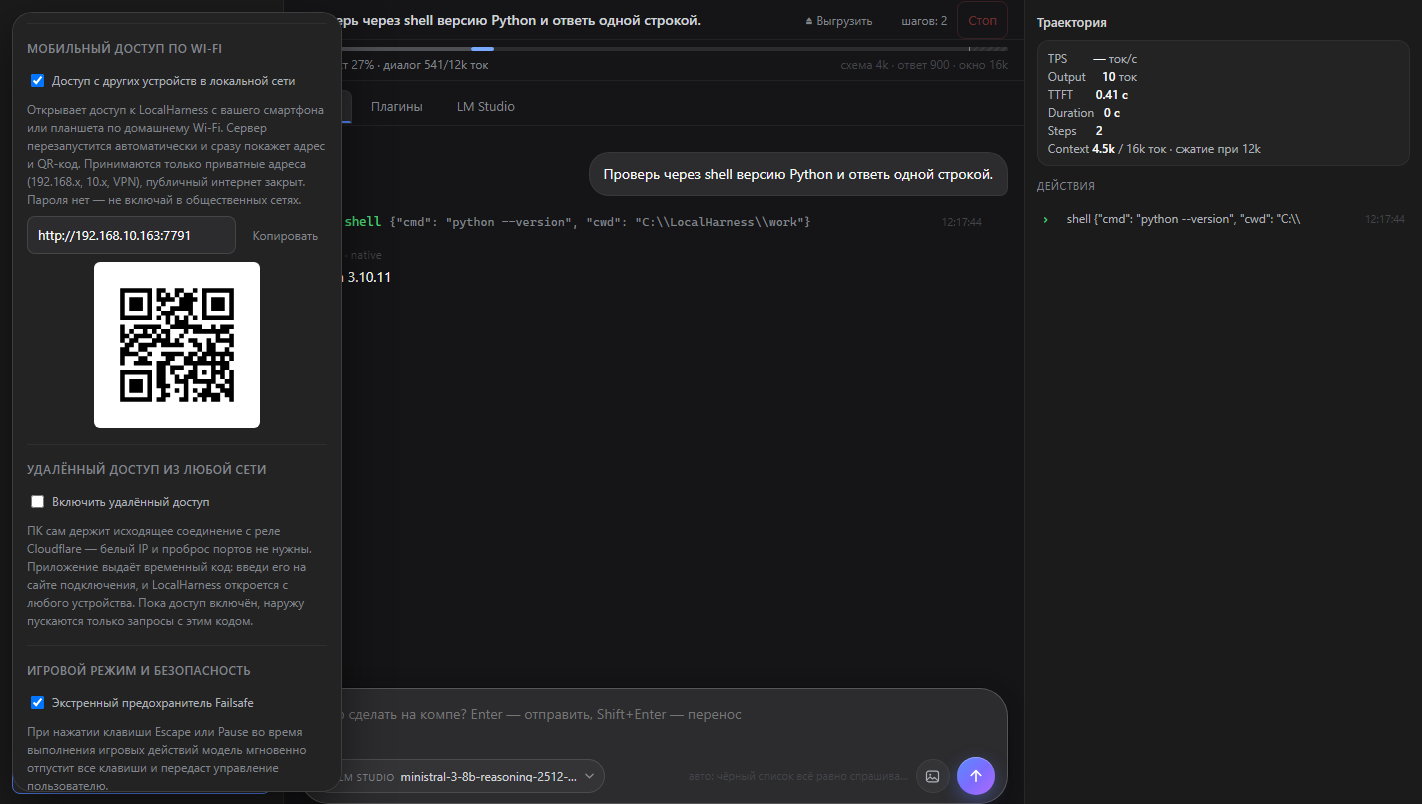 МОБИЛЬНЫЙ ДОСТУП ПО WI-FI
Доступ с других устройств в локальной сети
Открывает доступ к LocalHarness с вашего смартфона
или планшета по домашнему Wi-Fi. Сервер
перезапустится автоматически и сразу покажет адрес
и QR-код. Принимаются только приватные адреса
(192.168.x, 10.x, VPN), публичный интернет закрыт.
Пароля нет — не включай в общественных сетях.
http://192.168.10.163:7791 Копировать
УДАЛЁННЫЙ ДОСТУП ИЗ ЛЮБОЙ СЕТИ
Включить удалённый доступ
ПК сам держит исходящее соединение с реле
Cloudflare — белый IP и проброс портов не нужны.
Приложение выдаёт временный код: введи его на
сайте подключения, и LocalHarness откроется с
любого устройства. Пока доступ включён, наружу
пускаются только запросы с этим кодом.
ИГРОВОЙ РЕЖИМ И БЕЗОПАСНОСТЬ
Экстренный предохранитель Failsafe
При нажатии клавиши Escape или Pause во время
выполнения игровых действий модель мгновенно
отпустит все клавиши и передаст управление
пользователю.
через shell версию Python и ответь одной строкой. Выгрузить шагов: 2 Стоп
27% · диалог 541/12k ток схема 4k · ответ 900 · окно 16k
Плагины LM Studio
Проверь через shell версию Python и ответь одной строкой.
shell {"cmd": "python --version", "cwd": "C:\\LocalHarness\\work"} 12:17:44
· native
3.10.11
сделать на компе? Enter — отправить, Shift+Enter — перенос
LM STUDIO ministral-3-8b-reasoning-2512-... авто: чёрный список всё равно спрашива...
Траектория
TPS — ток/с
Output 10 ток
TTFT 0.41 с
Duration 0 с
Steps 2
Context 4.5k / 16k ток · сжатие при 12k
ДЕЙСТВИЯ
› shell {"cmd": "python --version", "cwd": "C:\\ 12:17:44